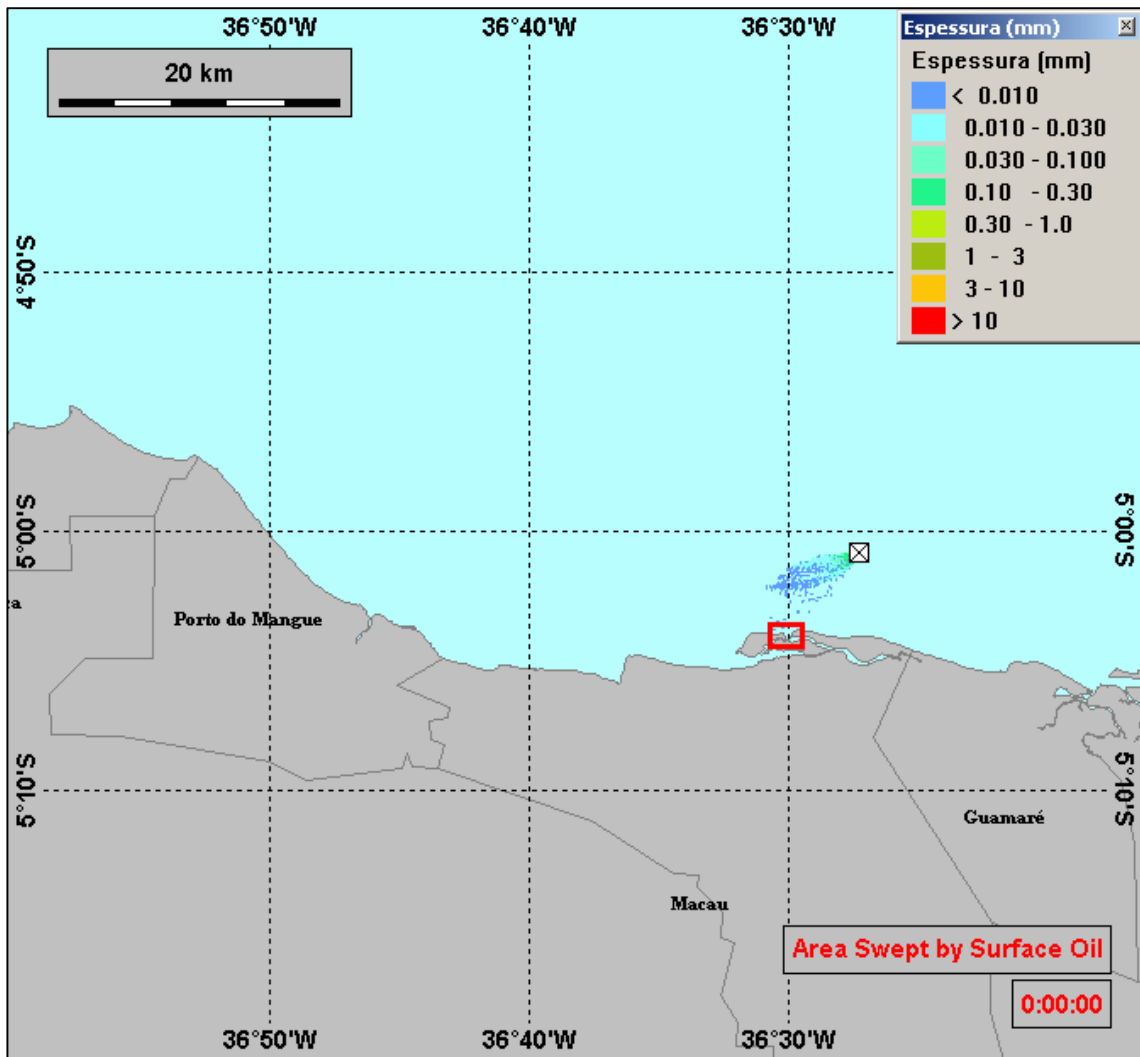 36°50'W
36°40'W
36°30'W
Espessura (mm)
20 km
Espessura (mm)
< 0.010
0.010 - 0.030
0.030 - 0.100
0.10 - 0.30
0.30 - 1.0
1 - 3
3 - 10
> 10
4°50'S
5°00'S
5°00'S
Porto do Mangue
5°10'S
5°10'S
Guamaré
Macau
Area Swept by Surface Oil
0:00:00
36°50'W
36°40'W
36°30'W